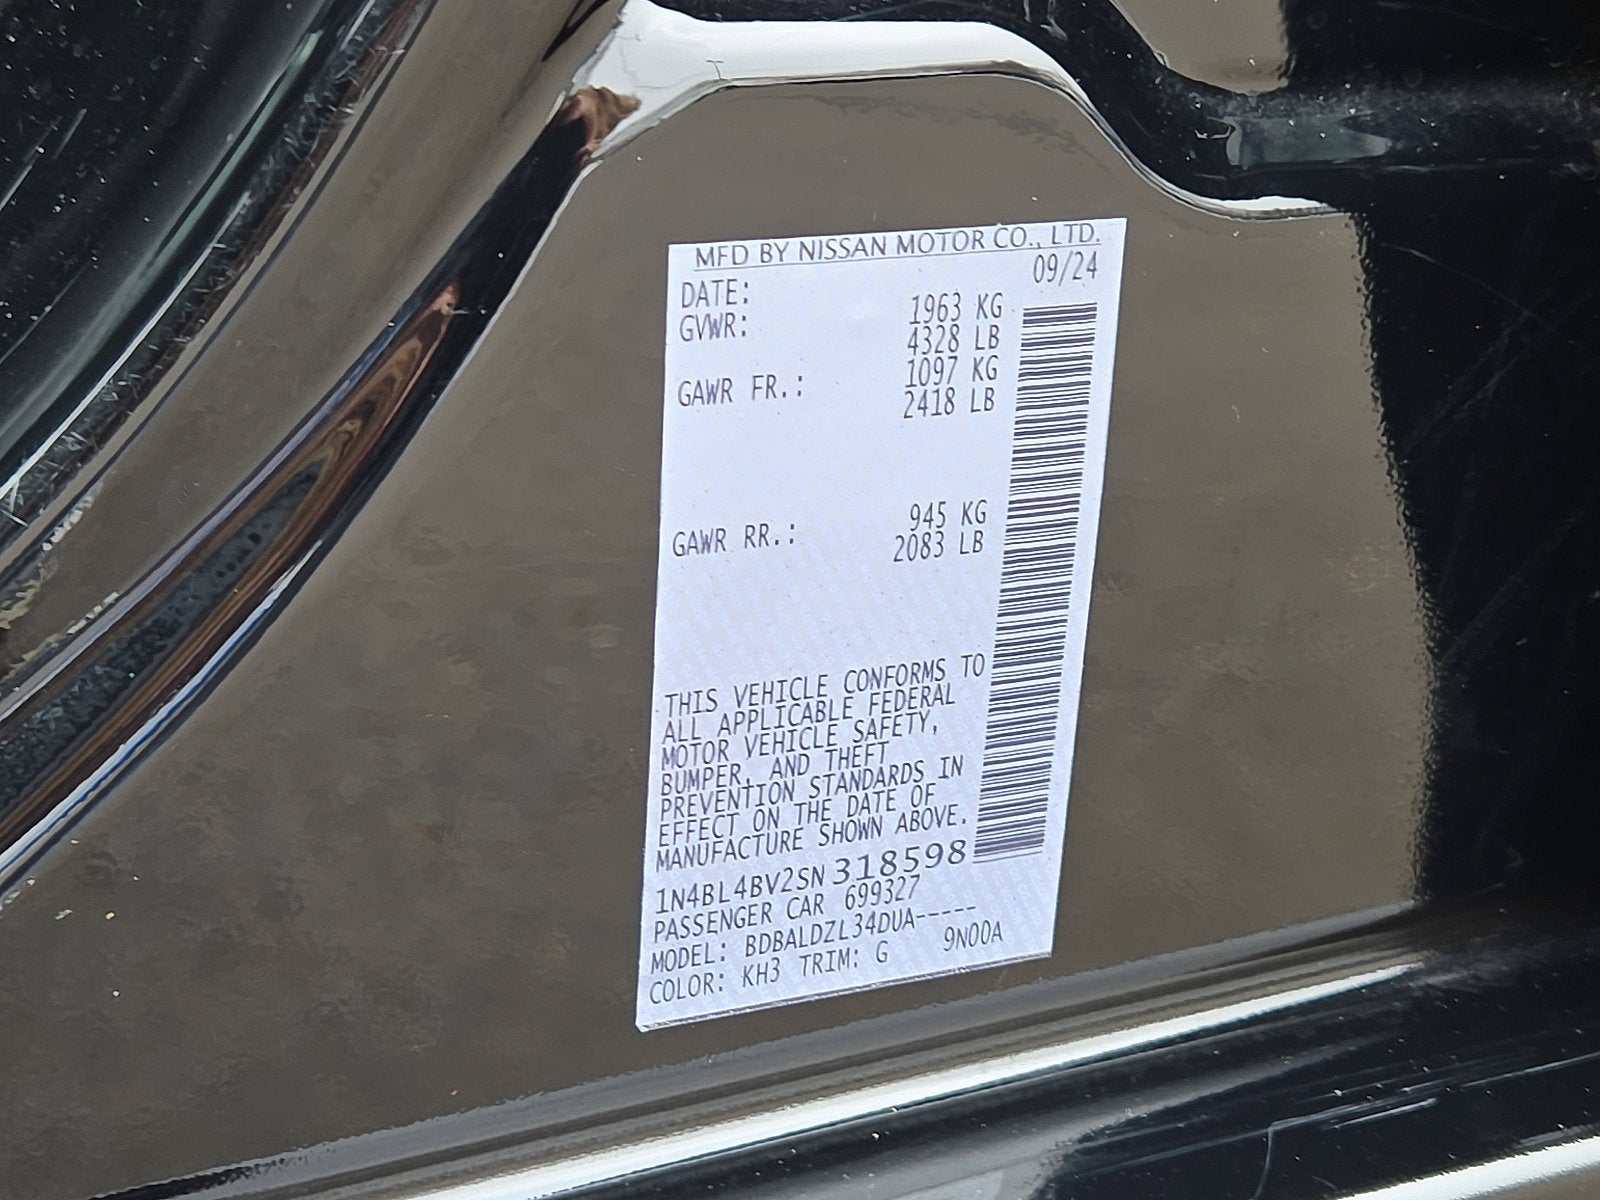 MFD BY NISSAN MOTOR CO., LTD.
DATE: 09/24
GVWR: 1963 KG
4328 LB
GAWR FR.: 1097 KG
2418 LB
GAWR RR.: 945 KG
2083 LB
THIS VEHICLE CONFORMS TO
ALL APPLICABLE FEDERAL
MOTOR VEHICLE SAFETY,
BUMPER, AND THEFT
PREVENTION STANDARDS IN
EFFECT ON THE DATE OF
MANUFACTURE SHOWN ABOVE.
1N4BL4BV2SN318598
PASSENGER CAR 699327
MODEL: BDBALDZL34DUA-----
COLOR: KH3 TRIM: G 9N00A